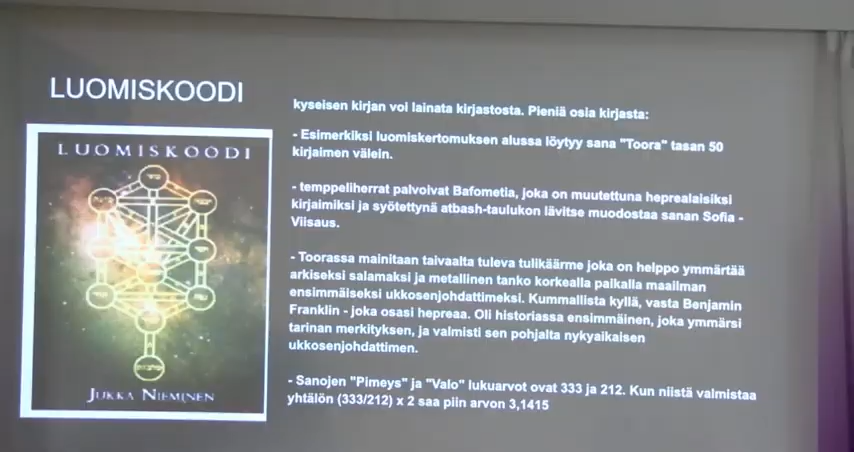 LUOMISKOODI
LUOMISKOODI
JUKKA NIEMINEN
kyseisen kirjan voi lainata kirjastosta. Pieniä osia kirjasta:
- Esimerkiksi luomiskertomuksen alussa löytyy sana "Toora" tasan 50
kirjaimen välein.
- temppeliherrat palvoivat Bafometia, joka on muutettuna heprealaisiksi
kirjaimiksi ja syötettynä atbash-taulukon lävitse muodostaa sanan Sofia -
Viisaus.
- Toorassa mainitaan taivaalta tuleva tulikäärme joka on helppo ymmärtää
arkiseksi salamaksi ja metallinen tanko korkealla paikalla maailman
ensimmäiseksi ukkosenjohdattimeksi. Kummallista kyllä, vasta Benjamin
Franklin - joka osasi hepreaa. Oli historiassa ensimmäinen, joka ymmärsi
tarinan merkityksen, ja valmisti sen pohjalta nykyaikaisen
ukkosenjohdattimen.
- Sanojen "Pimeys" ja "Valo" lukuarvot ovat 333 ja 212. Kun niistä valmistaa
yhtälön (333/212) x 2 saa piin arvon 3,1415